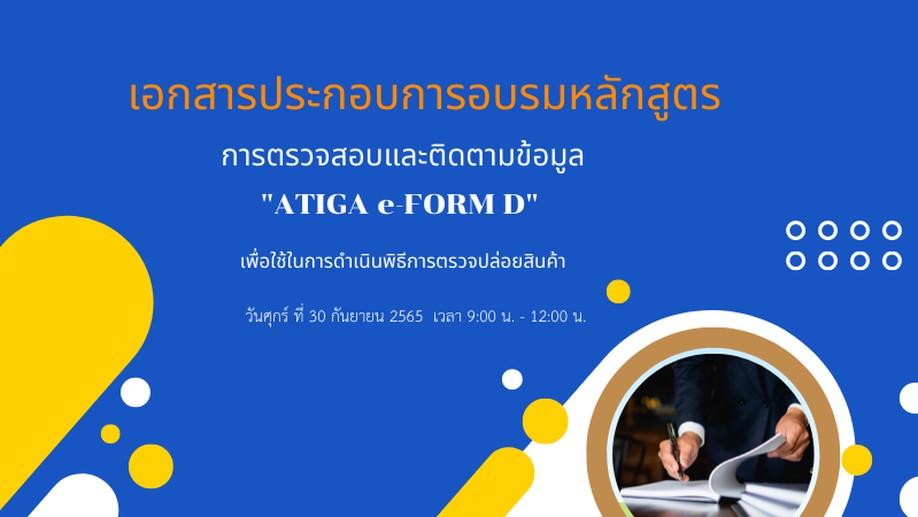 เอกสารประกอบการอบรมหลักสูตร
การตรวจสอบและติดตามข้อมูล
"ATIGA e-FORM D"
เพื่อใช้ในการดำเนินพิธีการตรวจปล่อยสินค้า
วันศุกร์ ที่ 30 กันยายน 2565 เวลา 9:00 น. - 12:00 น.